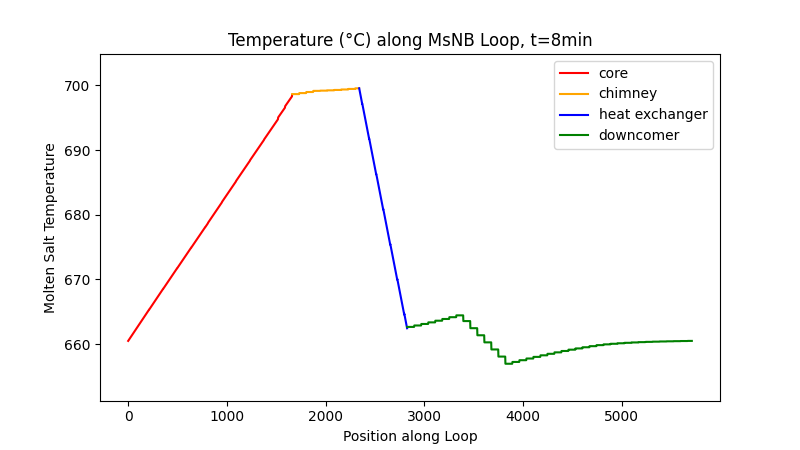 Temperature (°C) along MsNB Loop, t=8min
core
chimney
heat exchanger
downcomer
Molten Salt Temperature
700
690
680
670
660
0 1000 2000 3000 4000 5000
Position along Loop